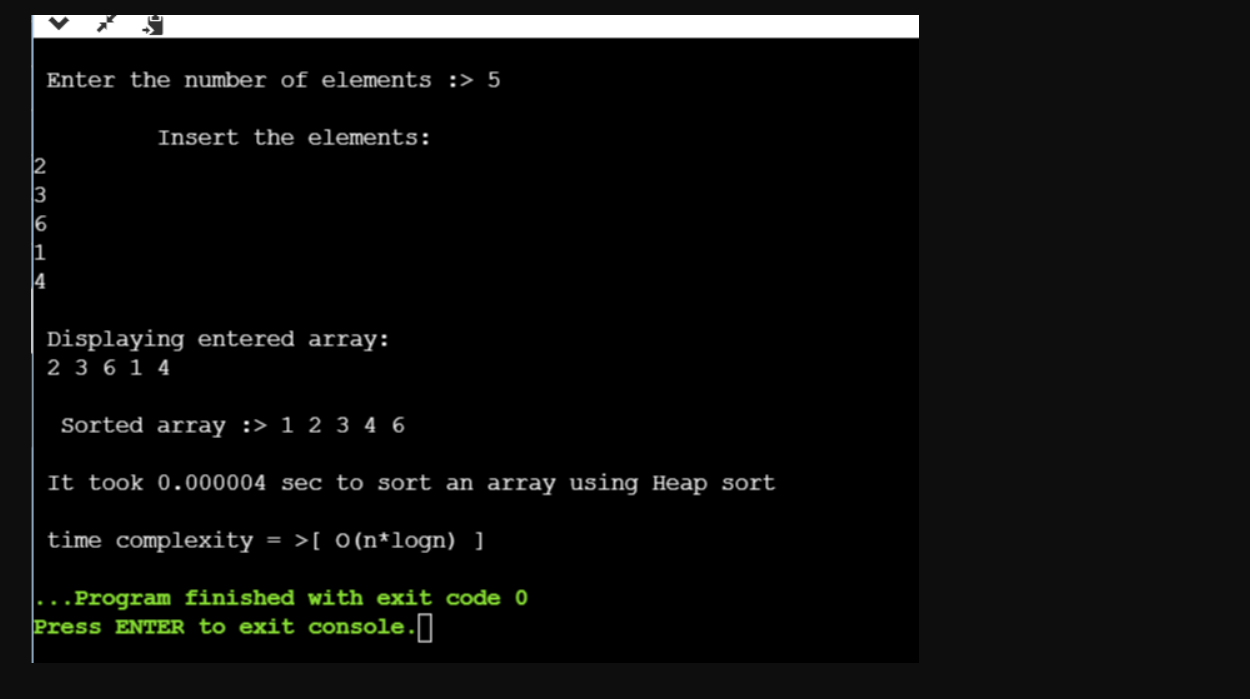 Enter the number of elements :> 5
Insert the elements:
2
3
6
1
4
Displaying entered array:
2 3 6 1 4
Sorted array :> 1 2 3 4 6
It took 0.000004 sec to sort an array using Heap sort
time complexity = >[ O(n*logn) ]
...Program finished with exit code 0
Press ENTER to exit console.